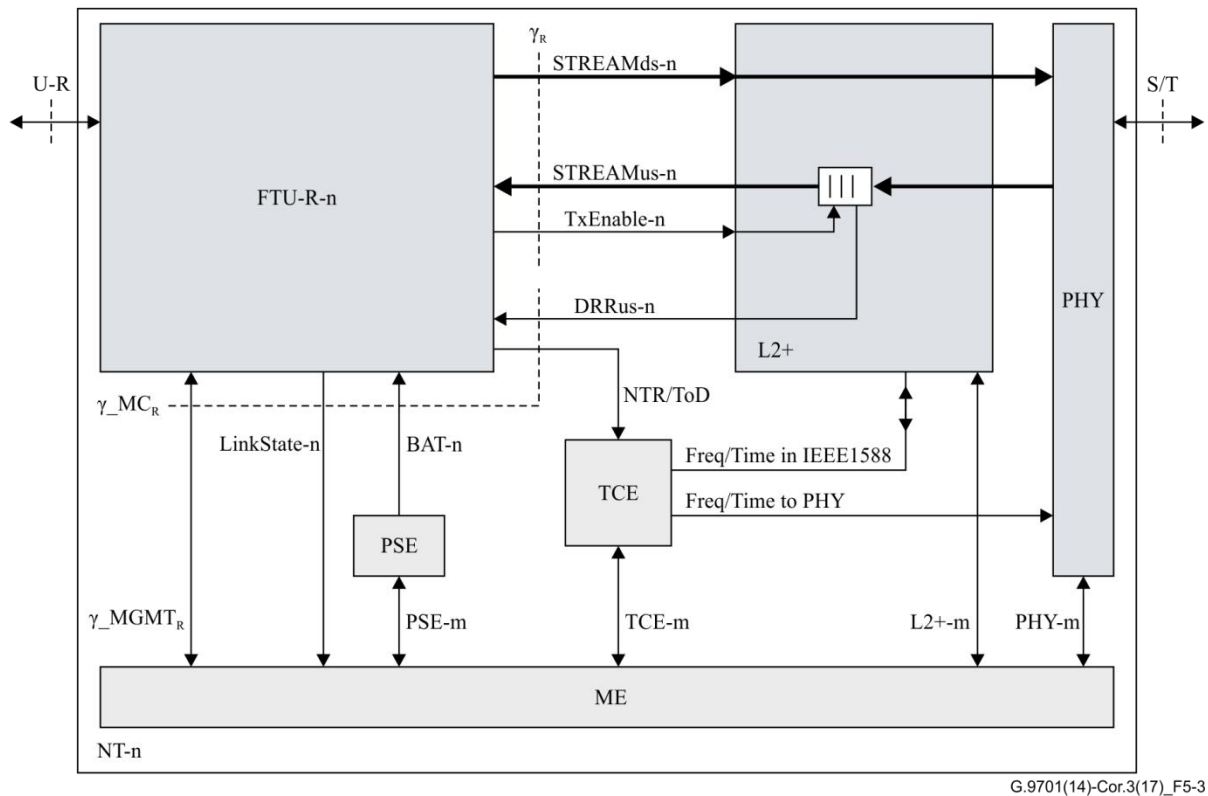 γR
STREAMds-n
U-R
S/T
STREAMus-n
FTU-R-n
TxEnable-n
PHY
DRRus-n
L2+
NTR/ToD
γ_MCR
LinkState-n
BAT-n
Freq/Time in IEEE1588
TCE
Freq/Time to PHY
PSE
γ_MGMTR
PSE-m
TCE-m
L2+-m
PHY-m
ME
NT-n
G.9701(14)-Cor.3(17)_F5-3